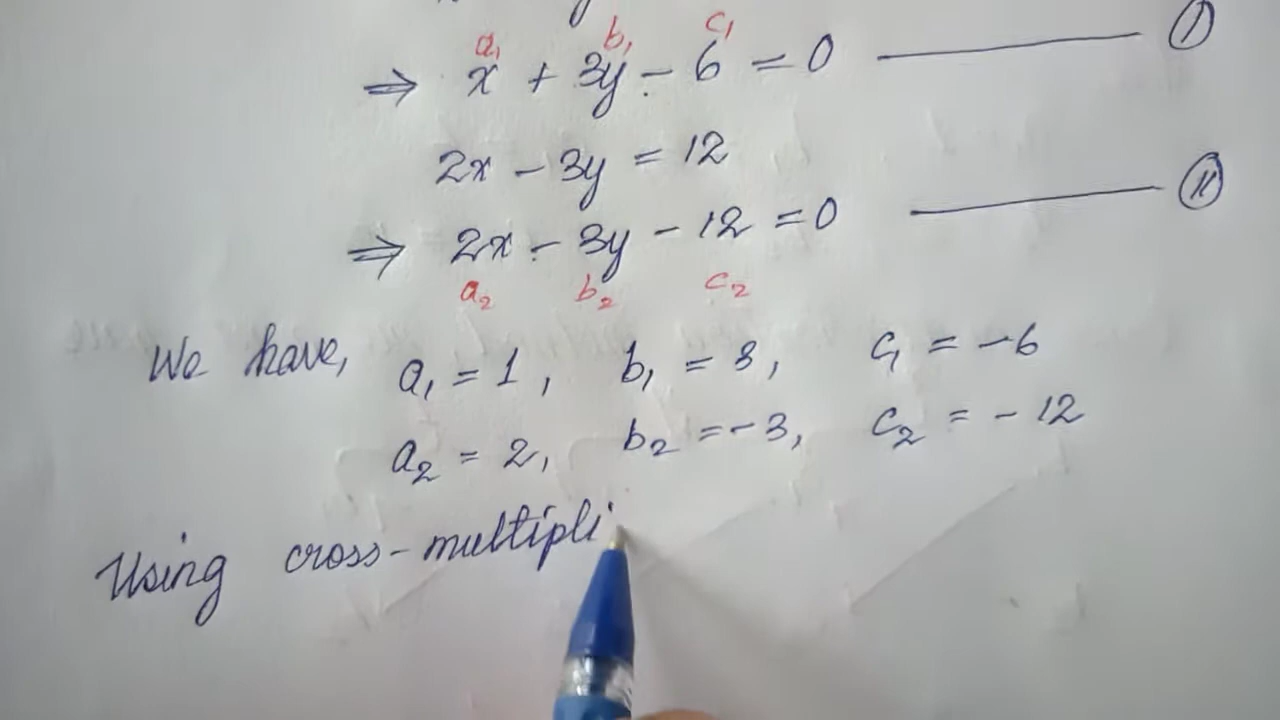 a₁ b₁ c₁
⇒ x + 3y - 6 = 0 ——— Ⓘ
2x - 3y = 12
⇒ 2x - 3y - 12 = 0 ——— Ⓘⓘ
a₂ b₂ c₂
We have, a₁ = 1, b₁ = 3, c₁ = -6
a₂ = 2, b₂ = -3, c₂ = -12
Using cross-multipli